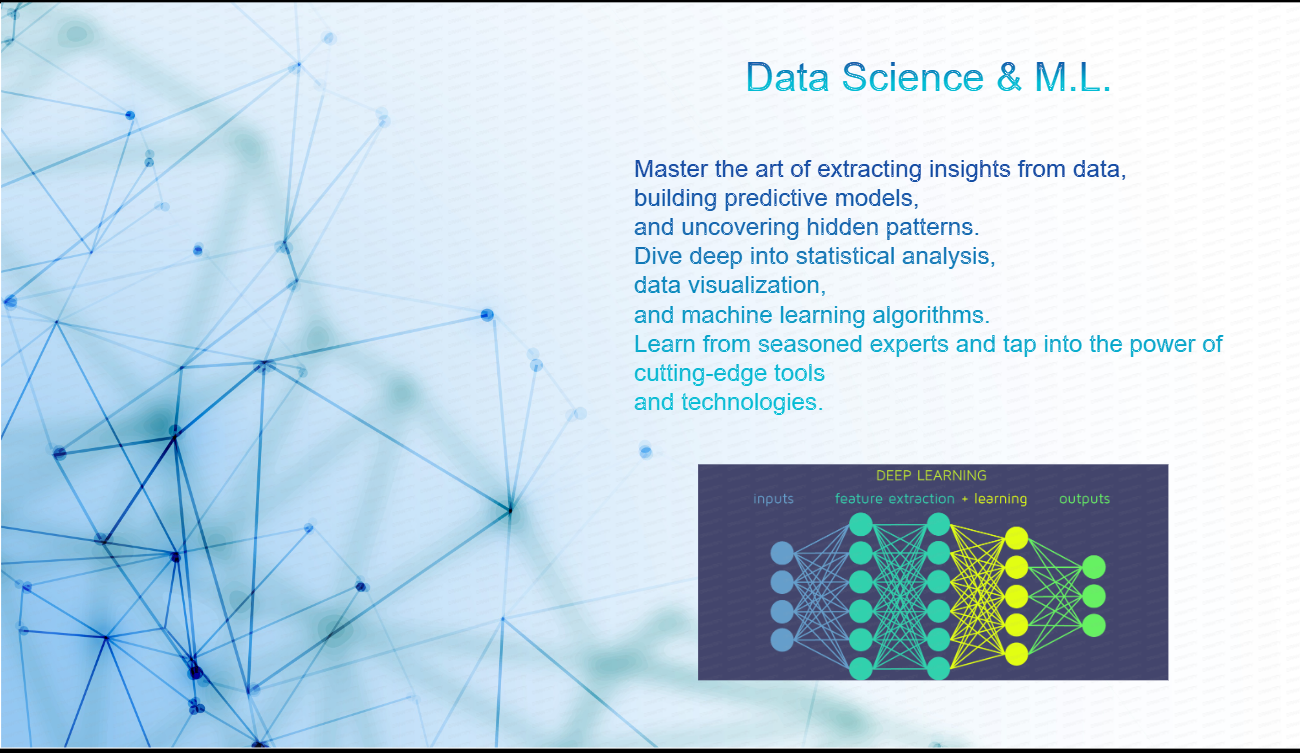 Data Science & M.L.
Master the art of extracting insights from data,
building predictive models,
and uncovering hidden patterns.
Dive deep into statistical analysis,
data visualization,
and machine learning algorithms.
Learn from seasoned experts and tap into the power of
cutting-edge tools
and technologies.
DEEP LEARNING
inputs feature extraction + learning outputs